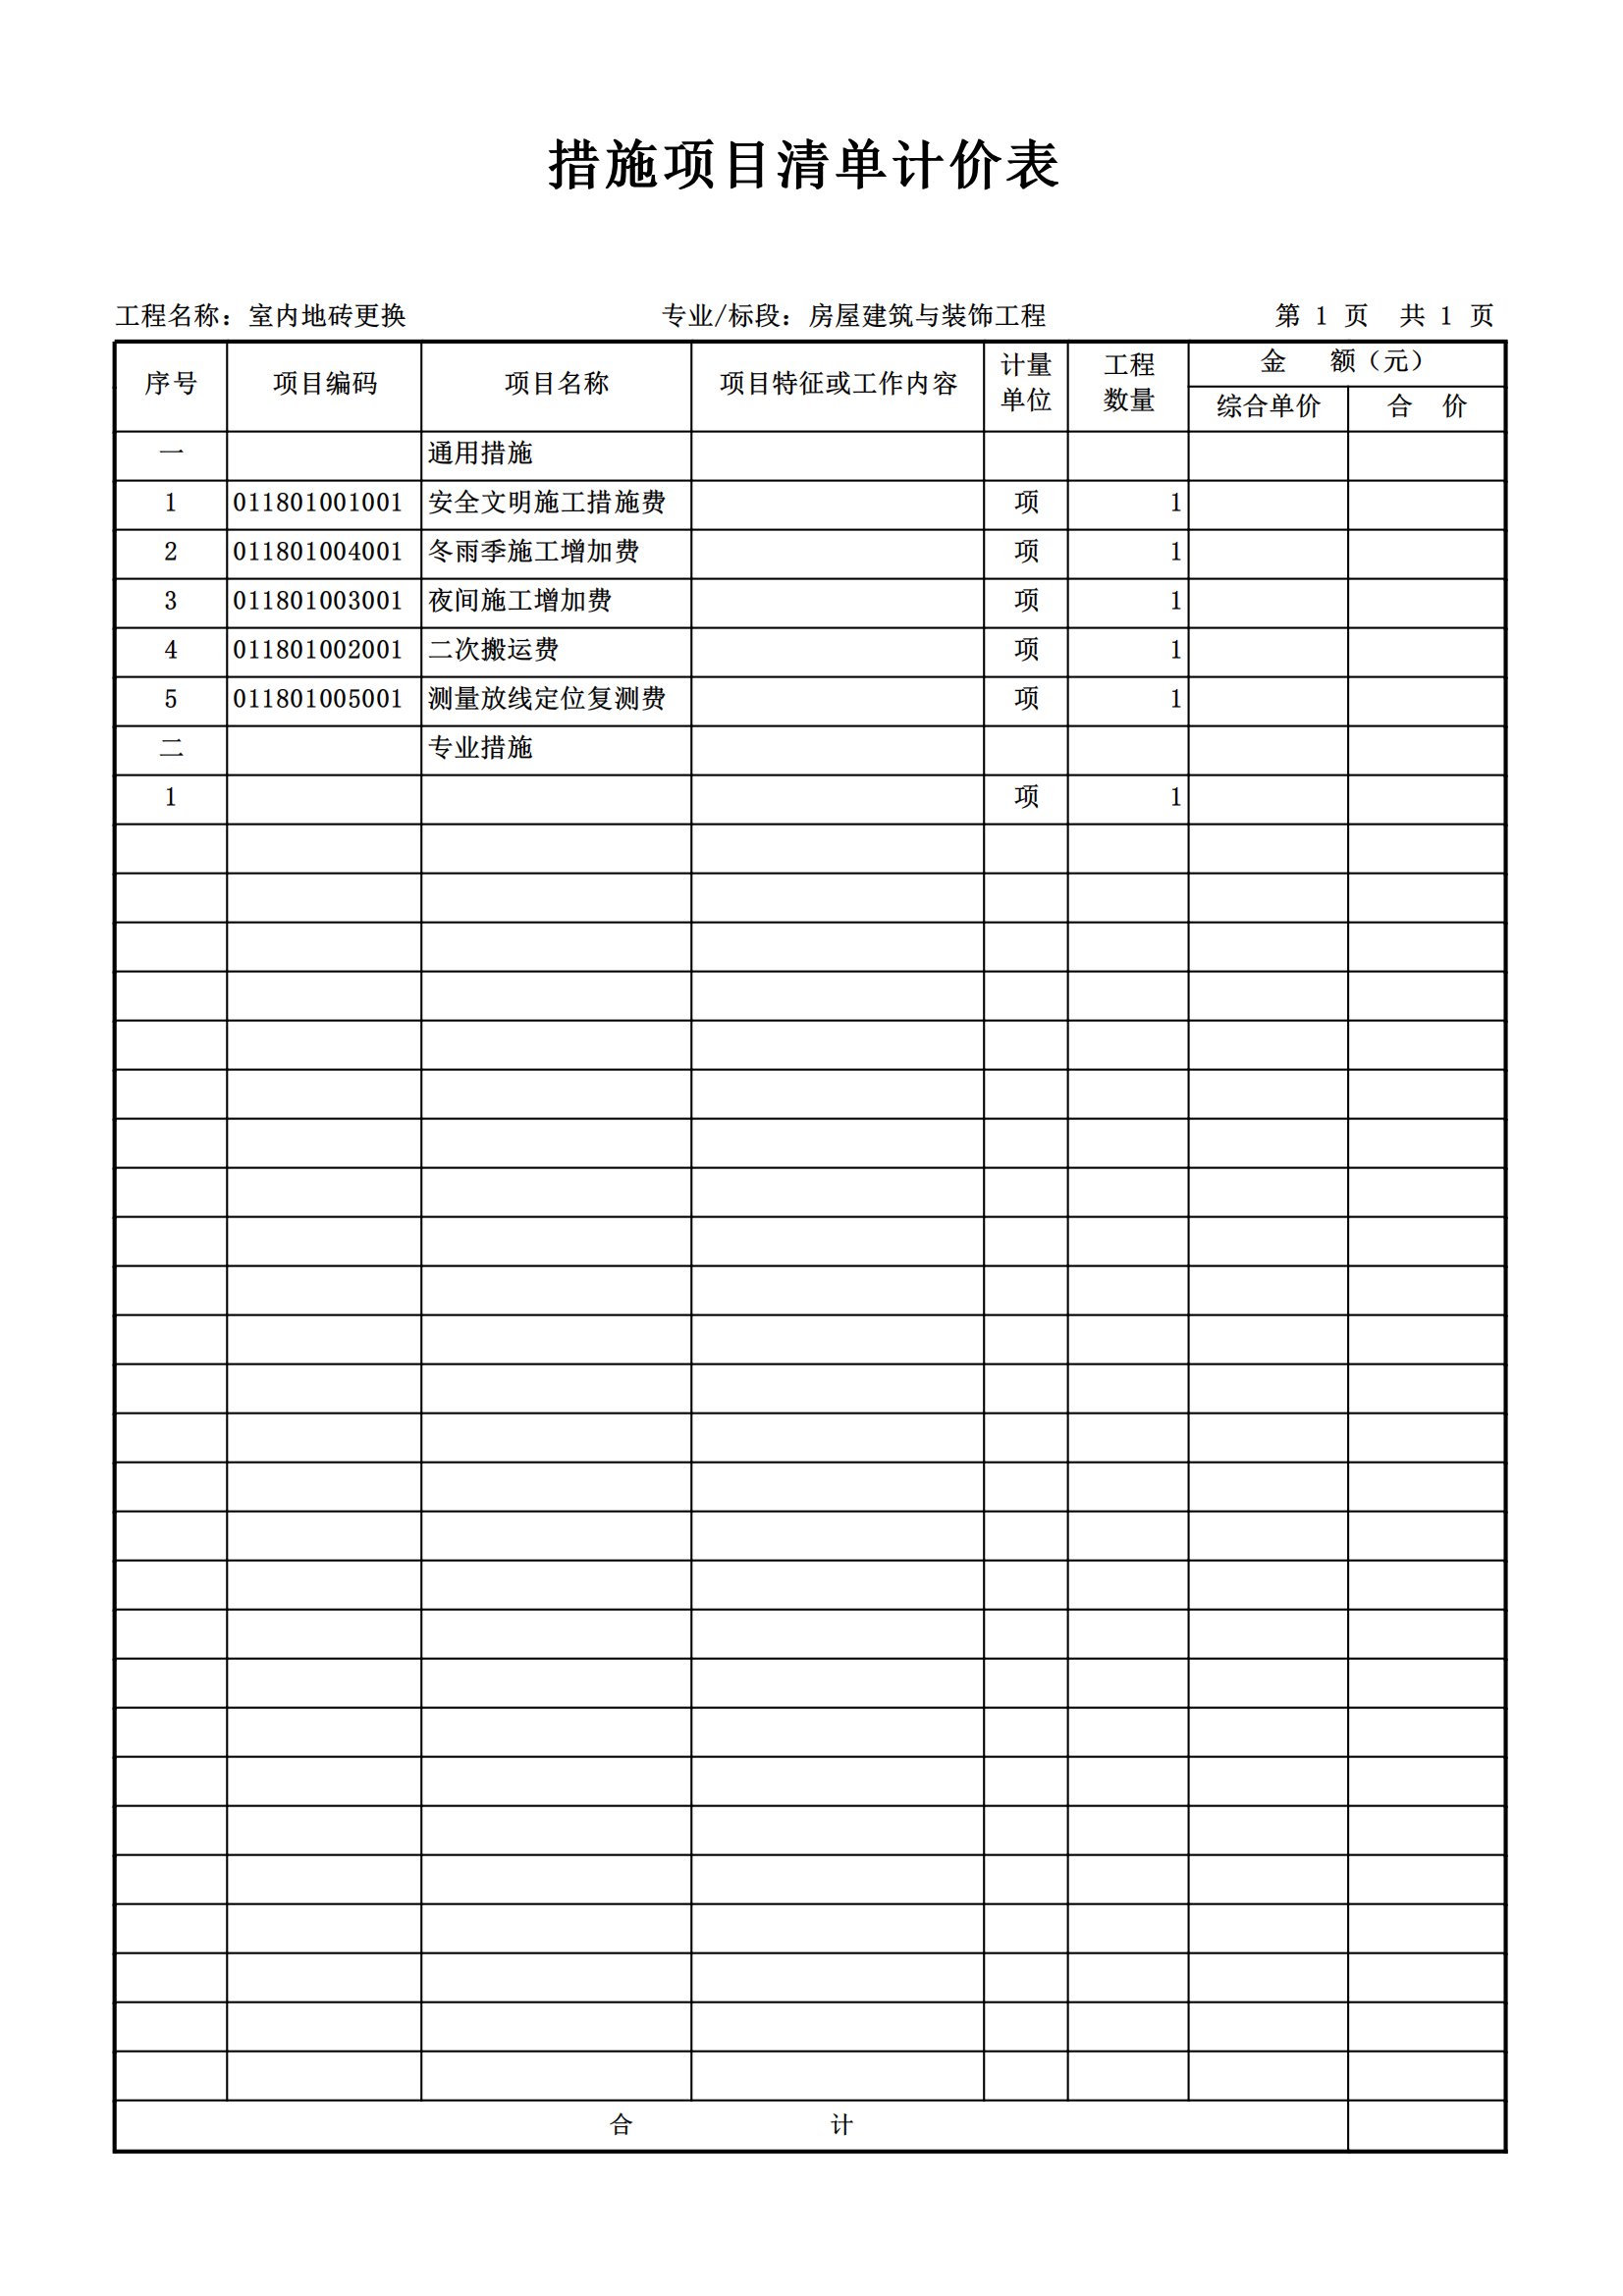 措施项目清单计价表
工程名称：室内地砖更换 专业/标段：房屋建筑与装饰工程 第 1 页 共 1 页
序号 项目编码 项目名称 项目特征或工作内容 计量单位 工程数量 金 额（元）
综合单价 合 价
一 通用措施
1 011801001001 安全文明施工措施费 项 1
2 011801004001 冬雨季施工增加费 项 1
3 011801003001 夜间施工增加费 项 1
4 011801002001 二次搬运费 项 1
5 011801005001 测量放线定位复测费 项 1
二 专业措施
1 项 1
合 计